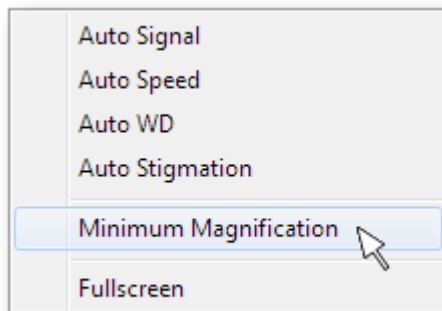 Auto Signal
Auto Speed
Auto WD
Auto Stigmation
Minimum Magnification
Fullscreen